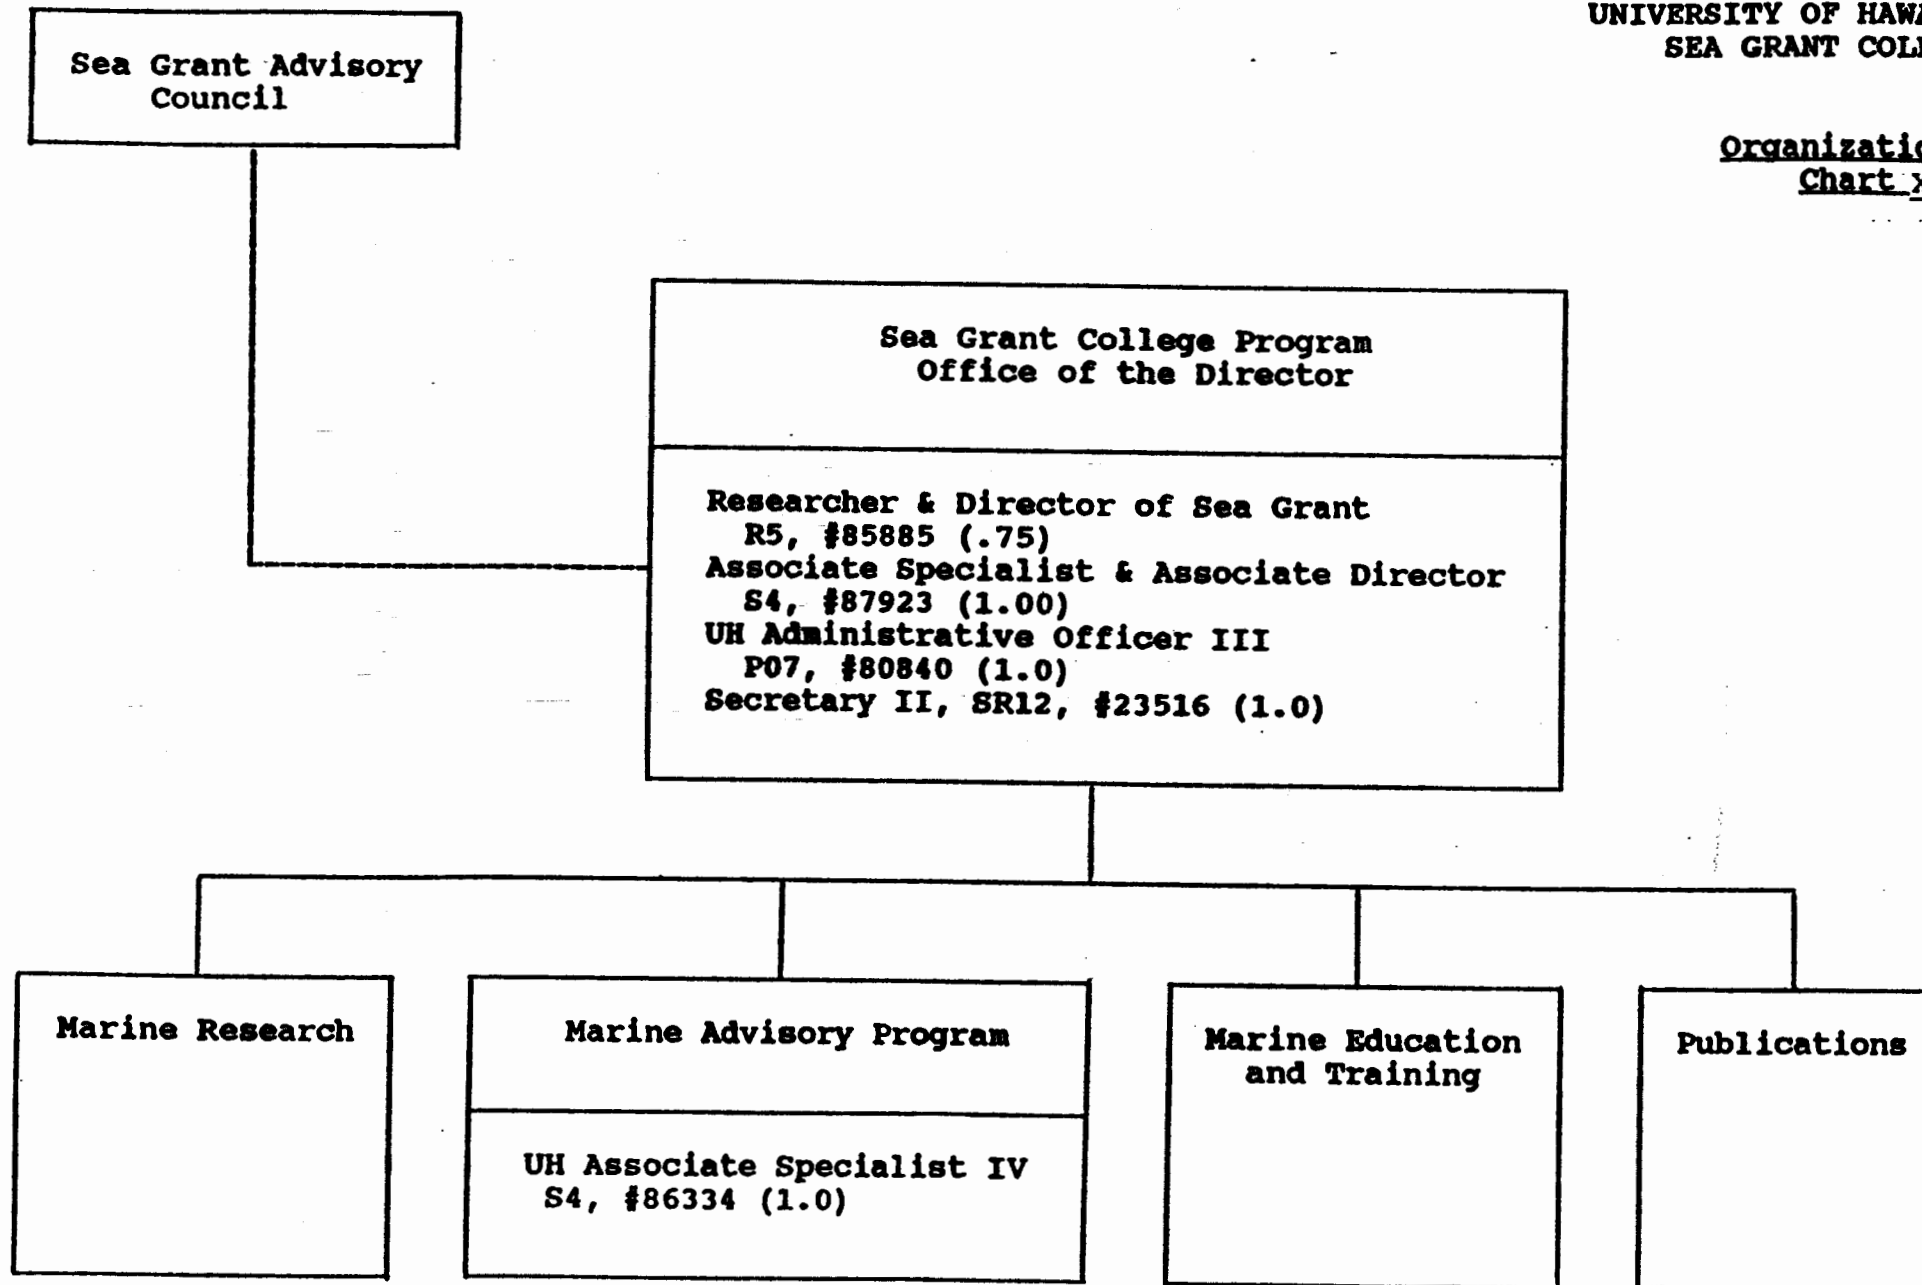 UNIVERSITY OF
SEA GRANT
Sea Grant Advisory
Council
Chart
Sea Grant College Program
Office of the Director
Researcher & Director of Sea Grant
R5, #85885 (.75)
Associate Specialist & Associate Director
S4, #87923 (1.00)
UH Administrative Officer III
P07, #80840 (1.0)
Secretary II, SR12, #23516 (1.0)
Marine Research
Marine Advisory Program
UH Associate Specialist IV
S4, #86334 (1.0)
Marine Education
and Training
Publications